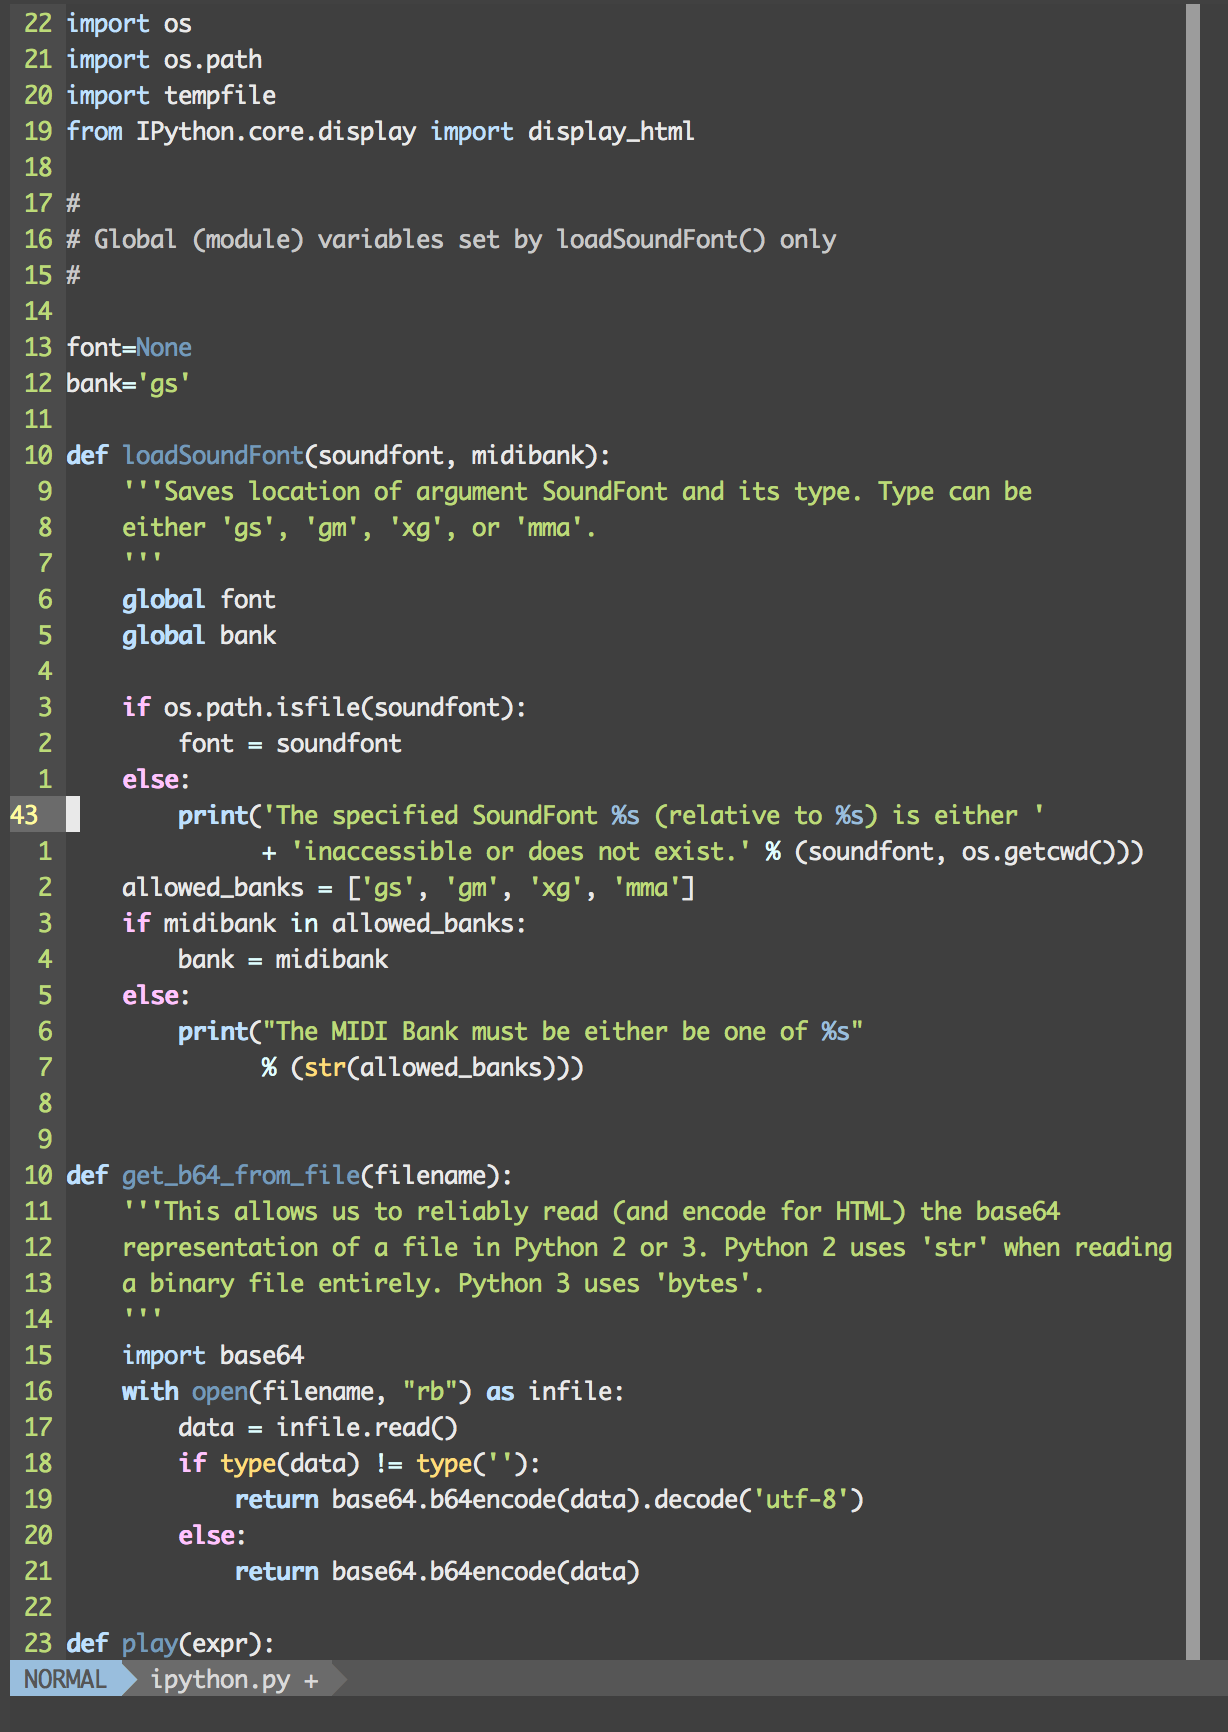 22 import os
21 import os.path
20 import tempfile
19 from IPython.core.display import display_html
18
17 #
16 # Global (module) variables set by loadSoundFont() only
15 #
14
13 font=None
12 bank='gs'
11
10 def loadSoundFont(soundfont, midibank):
9     '''Saves location of argument SoundFont and its type. Type can be
8     either 'gs', 'gm', 'xg', or 'mma'.
7     '''
6     global font
5     global bank
4
3     if os.path.isfile(soundfont):
2         font = soundfont
1     else:
43         print('The specified SoundFont %s (relative to %s) is either '
1               + 'inaccessible or does not exist.' % (soundfont, os.getcwd()))
2     allowed_banks = ['gs', 'gm', 'xg', 'mma']
3     if midibank in allowed_banks:
4         bank = midibank
5     else:
6         print("The MIDI Bank must be either be one of %s"
7               % (str(allowed_banks)))
8
9
10 def get_b64_from_file(filename):
11     '''This allows us to reliably read (and encode for HTML) the base64
12     representation of a file in Python 2 or 3. Python 2 uses 'str' when reading
13     a binary file entirely. Python 3 uses 'bytes'.
14     '''
15     import base64
16     with open(filename, "rb") as infile:
17         data = infile.read()
18         if type(data) != type(''):
19             return base64.b64encode(data).decode('utf-8')
20         else:
21             return base64.b64encode(data)
22
23 def play(expr):
NORMAL ipython.py +